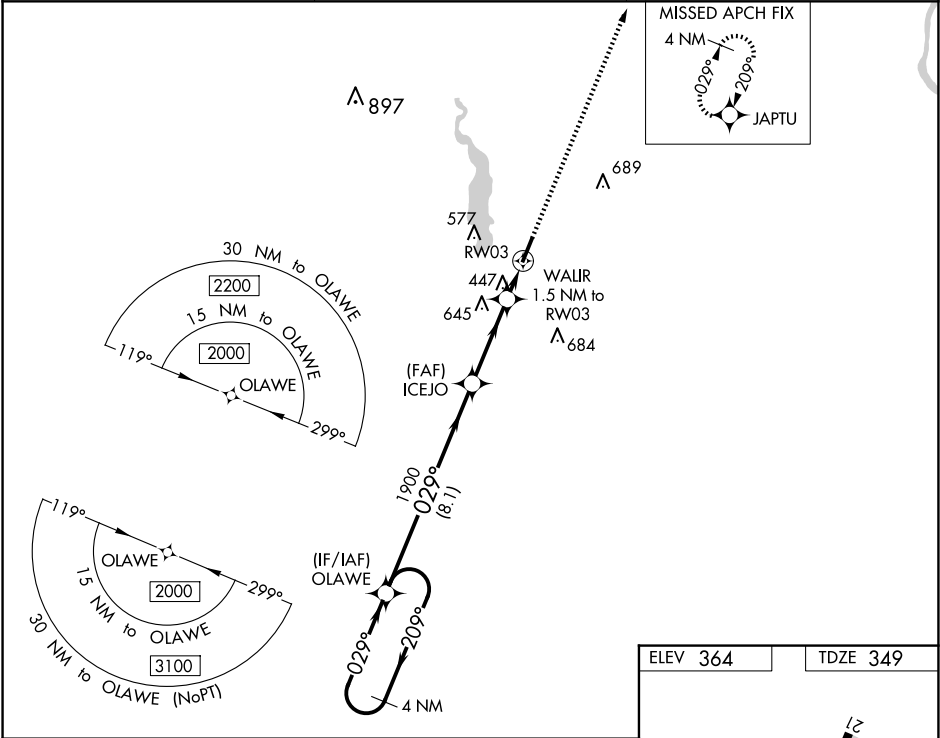 MISSED APCH FIX
4 NM
029°
209°
JAPTU
897
689
577
RW03
447
WALIR
1.5 NM to
RW03
645
684
30 NM to OLAWE
2200
15 NM to OLAWE
2000
119°
OLAWE
299°
(FAF)
ICEJO
1900
029°
(8.1)
119°
OLAWE
299°
2000
15 NM to OLAWE
3100
30 NM to OLAWE (NoPT)
(IF/IAF)
OLAWE
029°
209°
4 NM
ELEV 364
TDZE 349
21